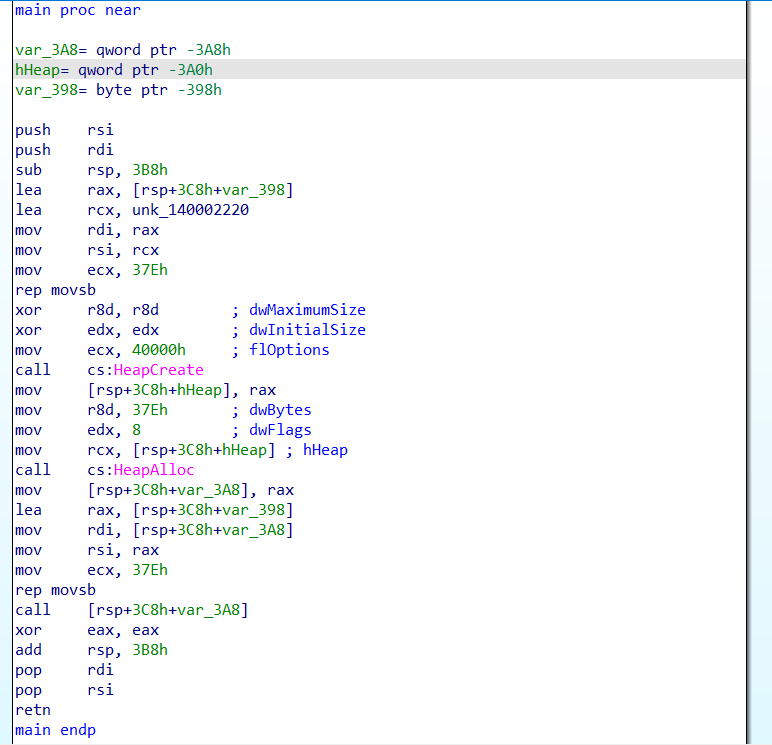 main proc near
var_3A8= qword ptr -3A8h
hHeap= qword ptr -3A0h
var_398= byte ptr -398h
push rsi
push rdi
sub rsp, 3B8h
lea rax, [rsp+3C8h+var_398]
lea rcx, unk_140002220
mov rdi, rax
mov rsi, rcx
mov ecx, 37Eh
rep movsb
xor r8d, r8d ; dwMaximumSize
xor edx, edx ; dwInitialSize
mov ecx, 40000h ; flOptions
call cs:HeapCreate
mov [rsp+3C8h+hHeap], rax
mov r8d, 37Eh ; dwBytes
mov edx, 8 ; dwFlags
mov rcx, [rsp+3C8h+hHeap] ; hHeap
call cs:HeapAlloc
mov [rsp+3C8h+var_3A8], rax
lea rax, [rsp+3C8h+var_398]
mov rdi, [rsp+3C8h+var_3A8]
mov rsi, rax
mov ecx, 37Eh
rep movsb
call [rsp+3C8h+var_3A8]
xor eax, eax
add rsp, 3B8h
pop rdi
pop rsi
retn
main endp